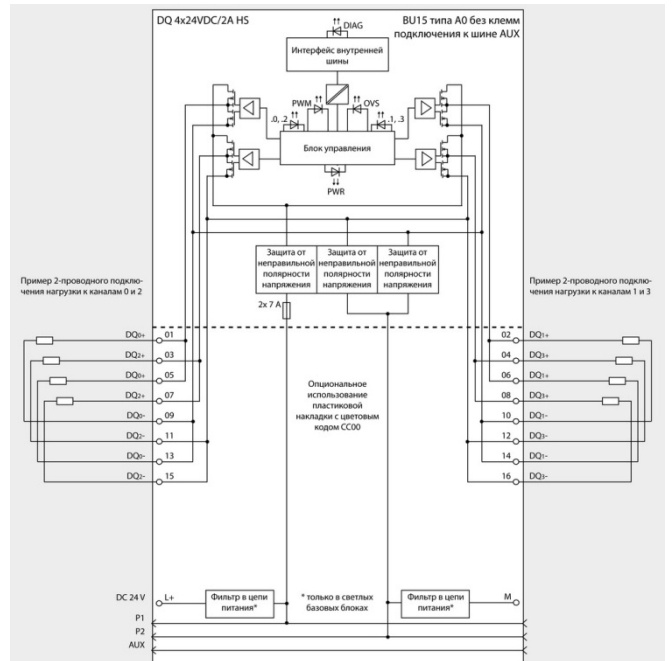 DQ 4x24VDC/2A HS
BU15 типа A0 без клемм
подключения к шине AUX
DIAG
Интерфейс внутренней
шины
PWM
OVS
.0, .2
.1, .3
Блок управления
PWR
Защита от
неправильной
полярности
напряжения
Защита от
неправильной
полярности
напряжения
Защита от
неправильной
полярности
напряжения
2x 7 A
Пример 2-проводного подклю-
чения нагрузки к каналам 0 и 2
Пример 2-проводного подклю-
чения нагрузки к каналам 1 и 3
DQ0+ 01
DQ2+ 03
DQ0+ 05
DQ2+ 07
DQ0- 09
DQ2- 11
DQ0- 13
DQ2- 15
02 DQ1+
04 DQ3+
06 DQ1+
08 DQ3+
10 DQ1-
12 DQ3-
14 DQ1-
16 DQ3-
Опциональное
использование
пластиковой
накладки с цветовым
кодом CC00
DC 24 V L+
Фильтр в цепи
питания*
* только в светлых
базовых блоках
Фильтр в цепи
питания*
M
P1
P2
AUX